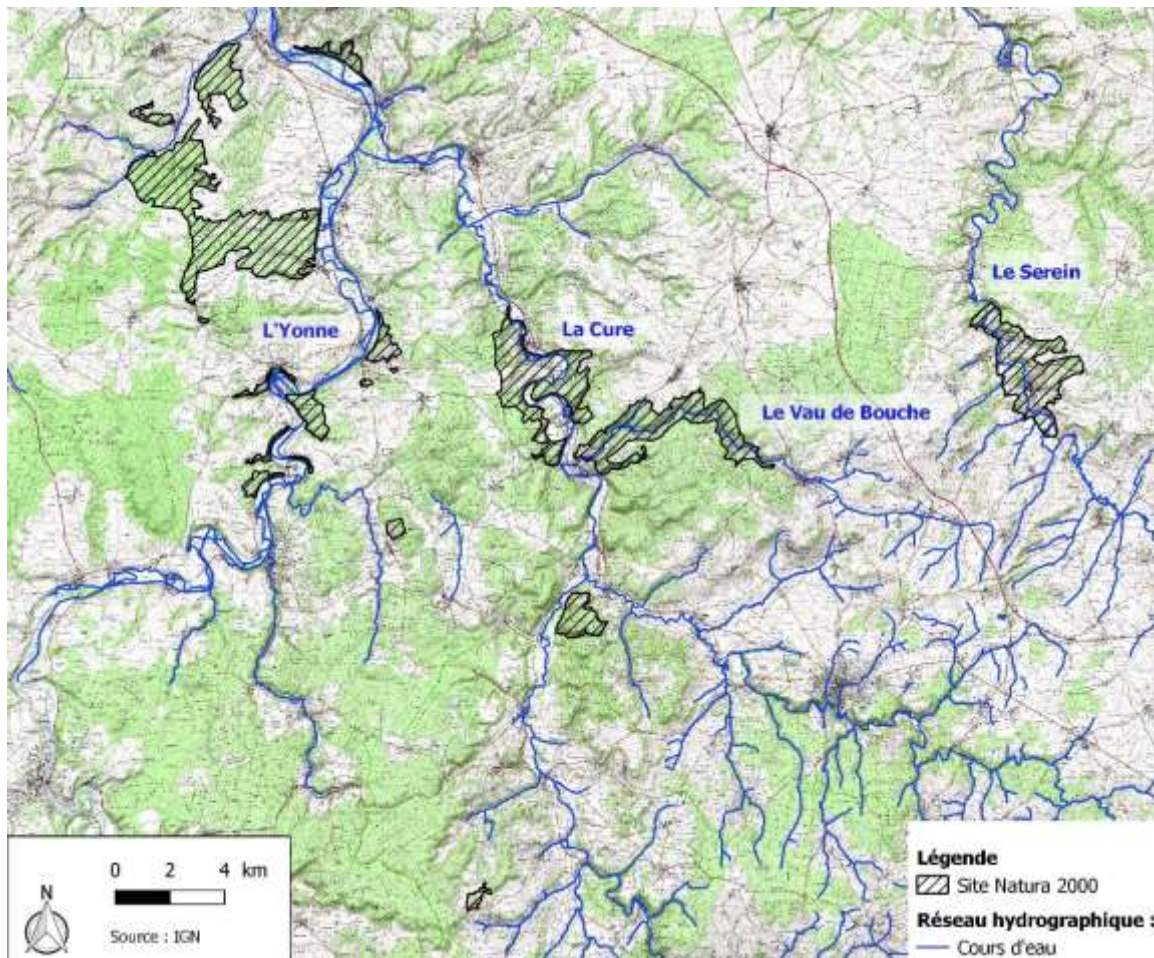 Le Serein
L'Yonne
La Cure
Le Vau de Bouche
N
0 2 4 km
Source : IGN
Légende
Site Natura 2000
Réseau hydrographique :
Cours d'eau